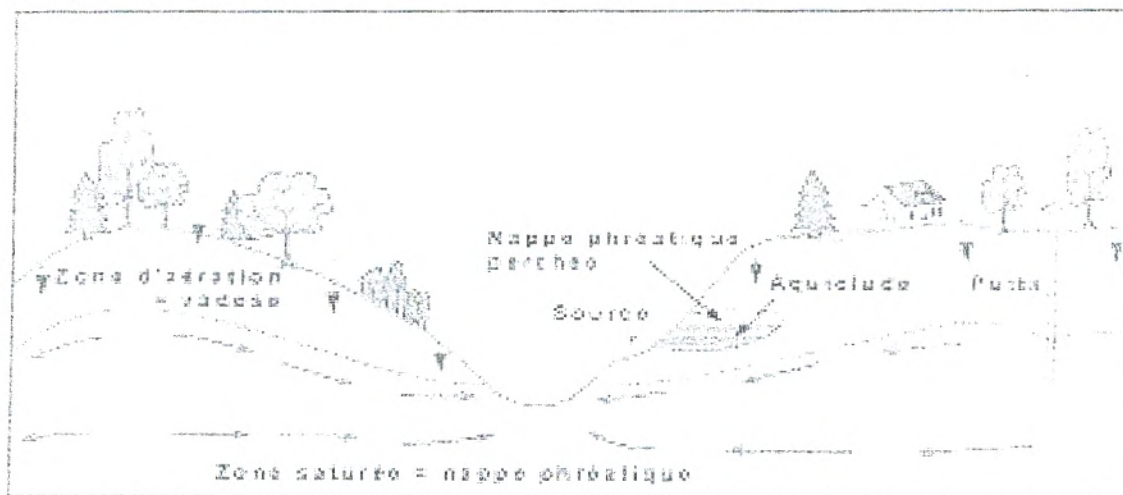 Nappe phréatique
perchée
Zone d'aération
= vadose
Aquiclude
Puits
Source
Zone saturée = nappe phréatique